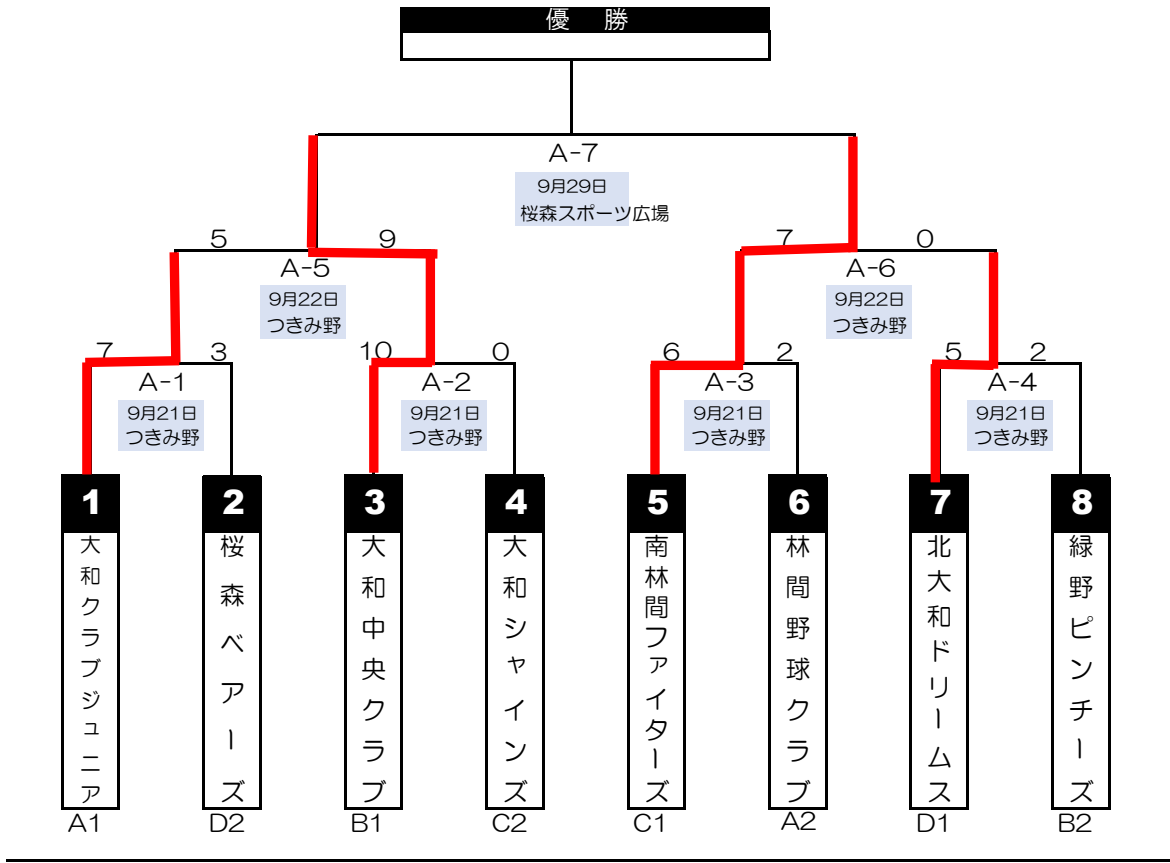 優 勝
A-7
9月29日
桜森スポーツ広場
5 9
A-5
9月22日
つきみ野
7 0
A-6
9月22日
つきみ野
7 3
A-1
9月21日
つきみ野
10 0
A-2
9月21日
つきみ野
6 2
A-3
9月21日
つきみ野
5 2
A-4
9月21日
つきみ野
1
大和クラブジュニア
A1
2
桜森ベアーズ
D2
3
大和中央クラブ
B1
4
大和シャインズ
C2
5
南林間ファイターズ
C1
6
林間野球クラブ
A2
7
北大和ドリームス
D1
8
緑野ピンチーズ
B2